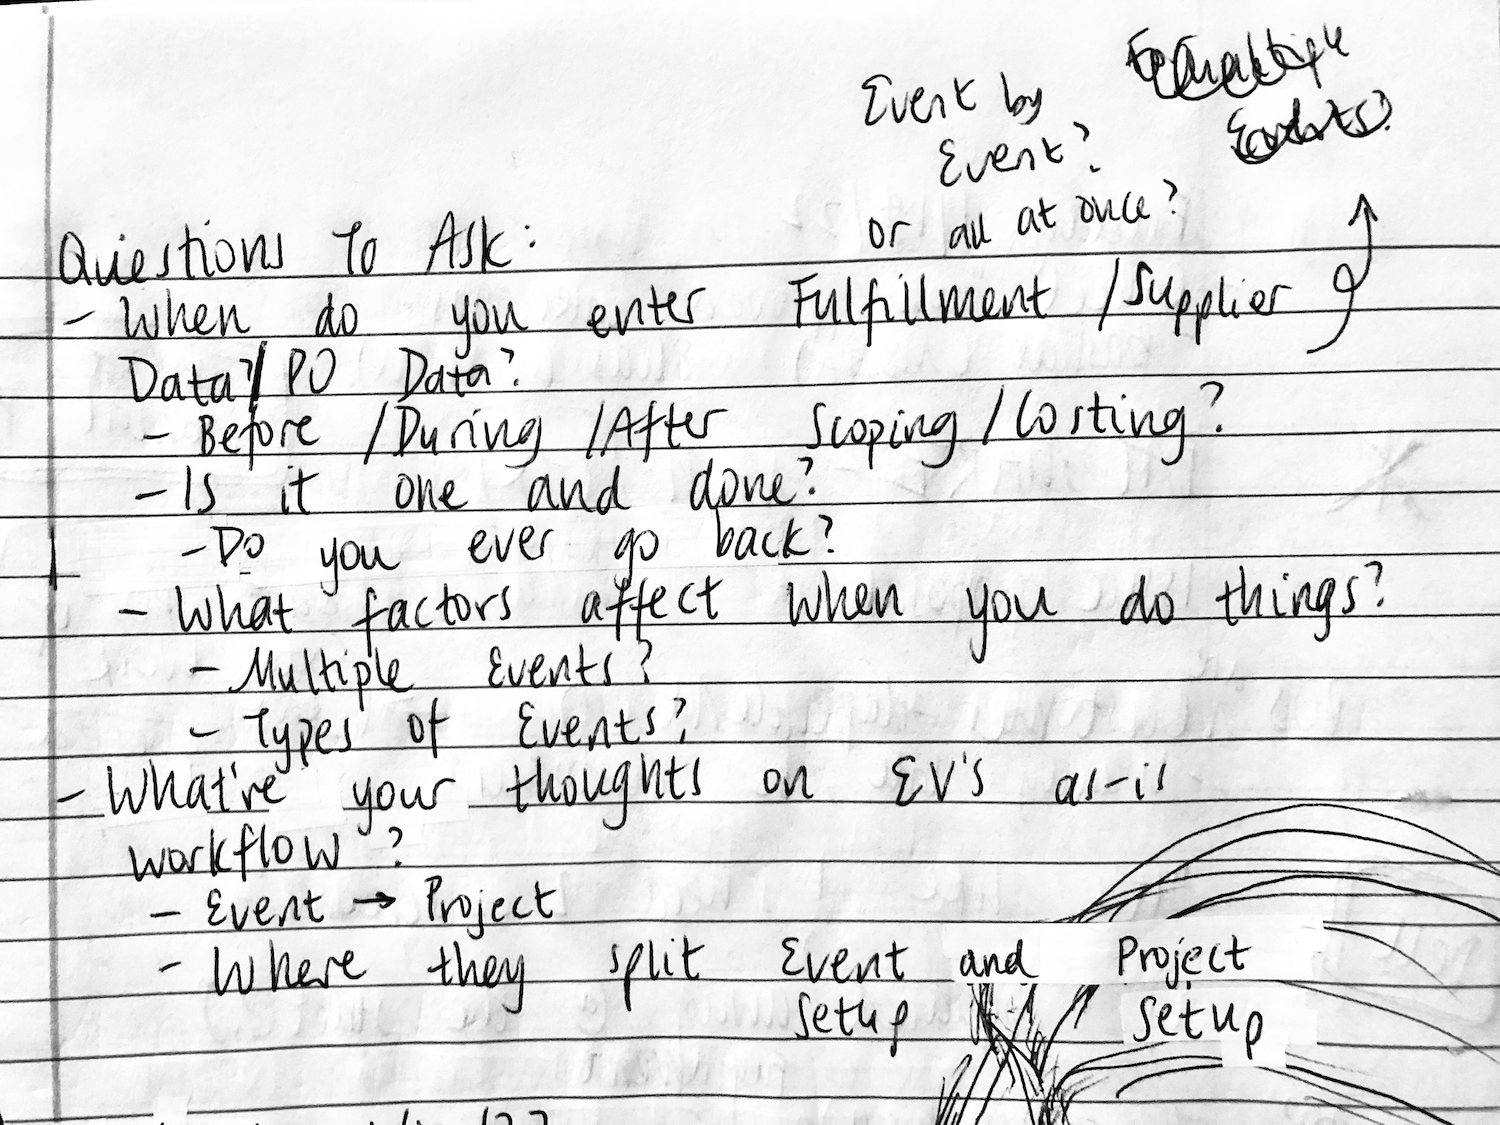 Event by
Event?
or all at once?
Questions To Ask:
- When do you enter Fulfillment / Supplier
Data?/ PO Data?
- Before / During / After Scoping / Costing?
- Is it one and done?
- Do you ever go back?
- What factors affect when you do things?
- Multiple Events?
- Types of Events?
- What're your thoughts on EV's as-is
workflow?
- Event → Project
- Where they split Event and Project
Setup Setup